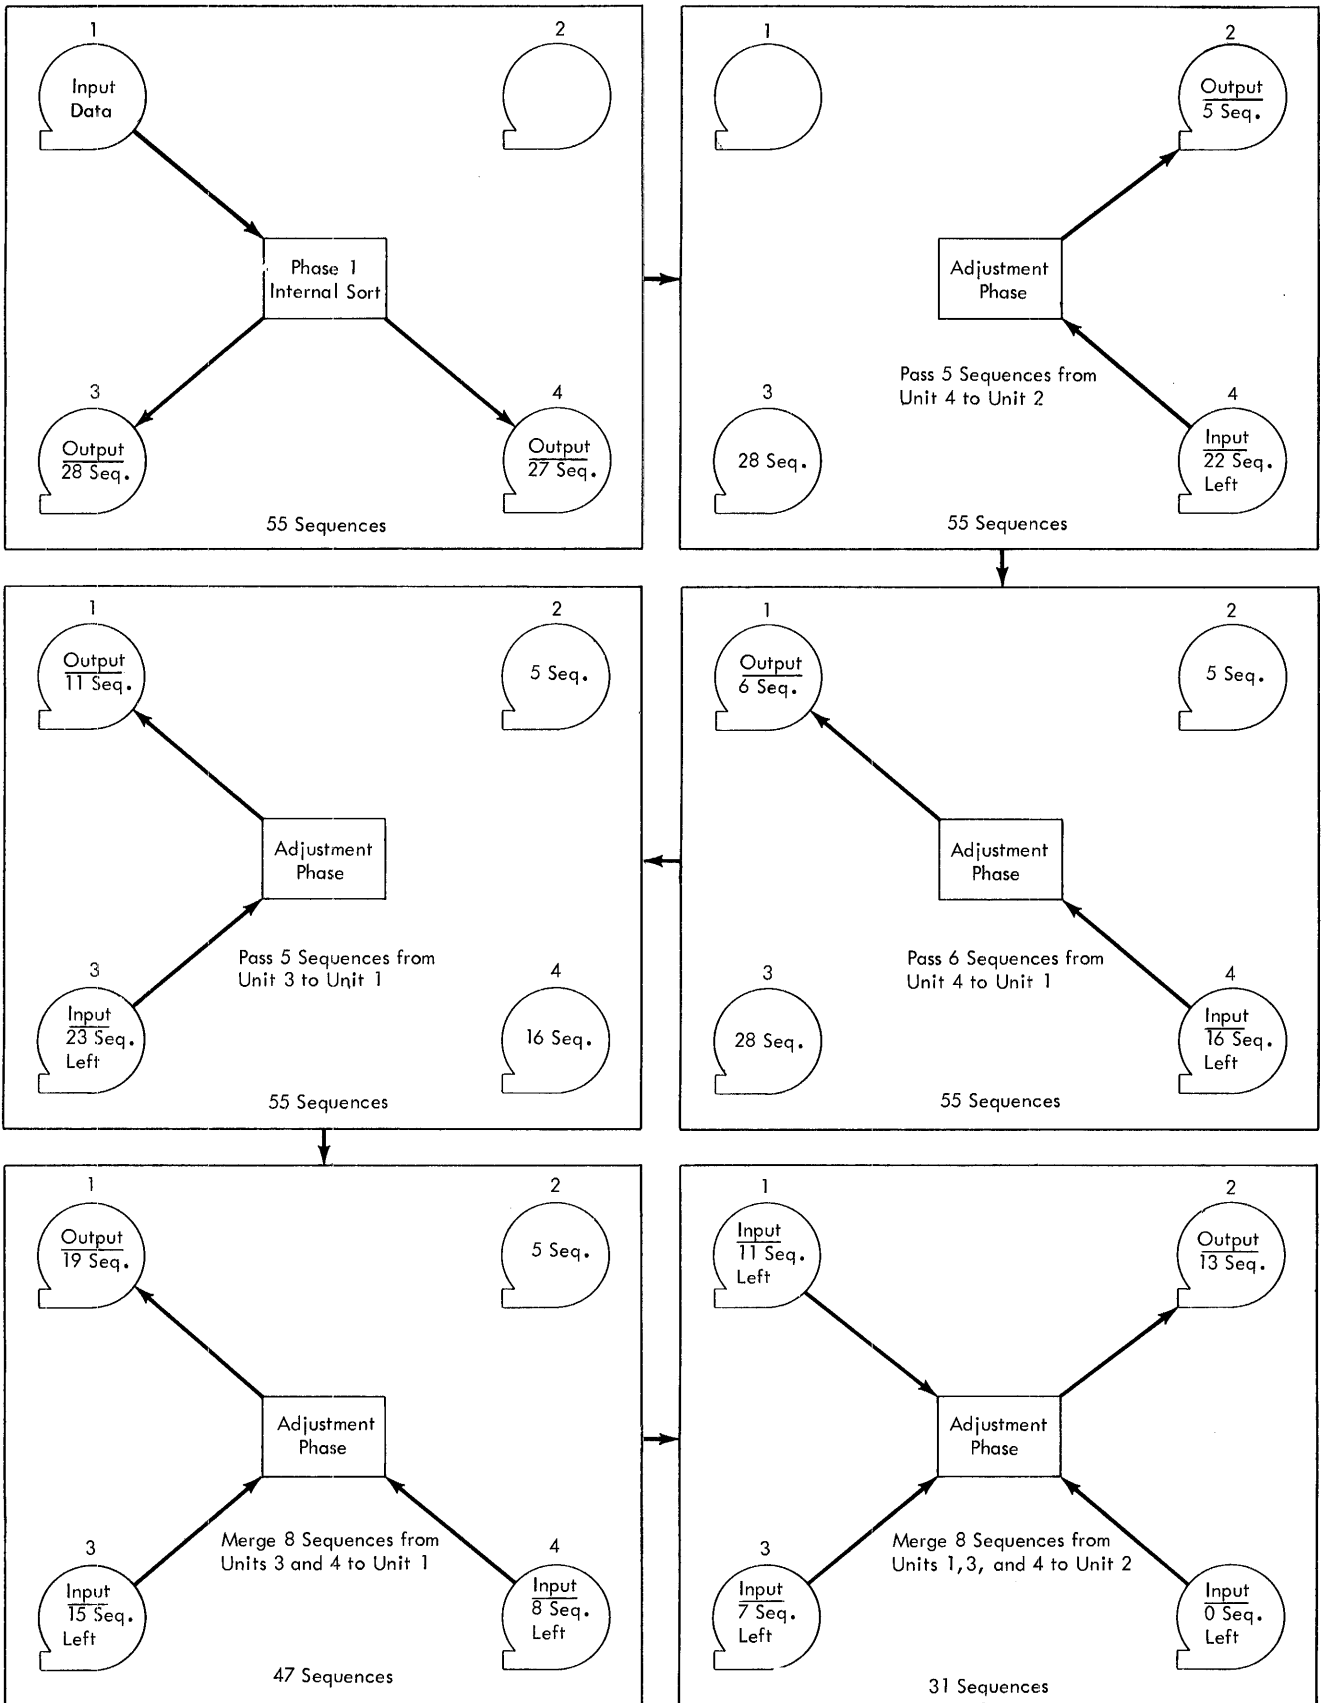 1
2
Input
Data
Phase 1
Internal Sort
3
4
Output
28 Seq.
Output
27 Seq.
55 Sequences
1
2
Output
5 Seq.
Adjustment
Phase
Pass 5 Sequences from
Unit 4 to Unit 2
3
4
28 Seq.
Input
22 Seq.
Left
55 Sequences
1
2
Output
11 Seq.
5 Seq.
Adjustment
Phase
Pass 5 Sequences from
Unit 3 to Unit 1
3
4
Input
23 Seq.
Left
16 Seq.
55 Sequences
1
2
Output
6 Seq.
5 Seq.
Adjustment
Phase
Pass 6 Sequences from
Unit 4 to Unit 1
3
4
28 Seq.
Input
16 Seq.
Left
55 Sequences
1
2
Output
19 Seq.
5 Seq.
Adjustment
Phase
Merge 8 Sequences from
Units 3 and 4 to Unit 1
3
4
Input
15 Seq.
Left
Input
8 Seq.
Left
47 Sequences
1
2
Input
11 Seq.
Left
Output
13 Seq.
Adjustment
Phase
Merge 8 Sequences from
Units 1,3, and 4 to Unit 2
3
4
Input
7 Seq.
Left
Input
0 Seq.
Left
31 Sequences